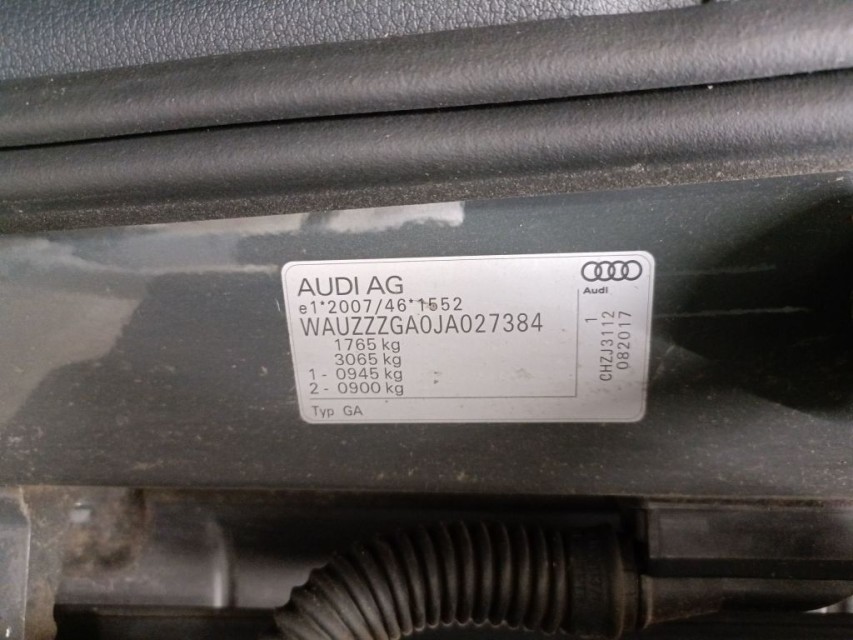 AUDI AG
e1*2007/46*1552
WAUZZZGA0JA027384
1765 kg
3065 kg
1 - 0945 kg
2 - 0900 kg
Typ GA
Audi
1
CHZJ3112
082017